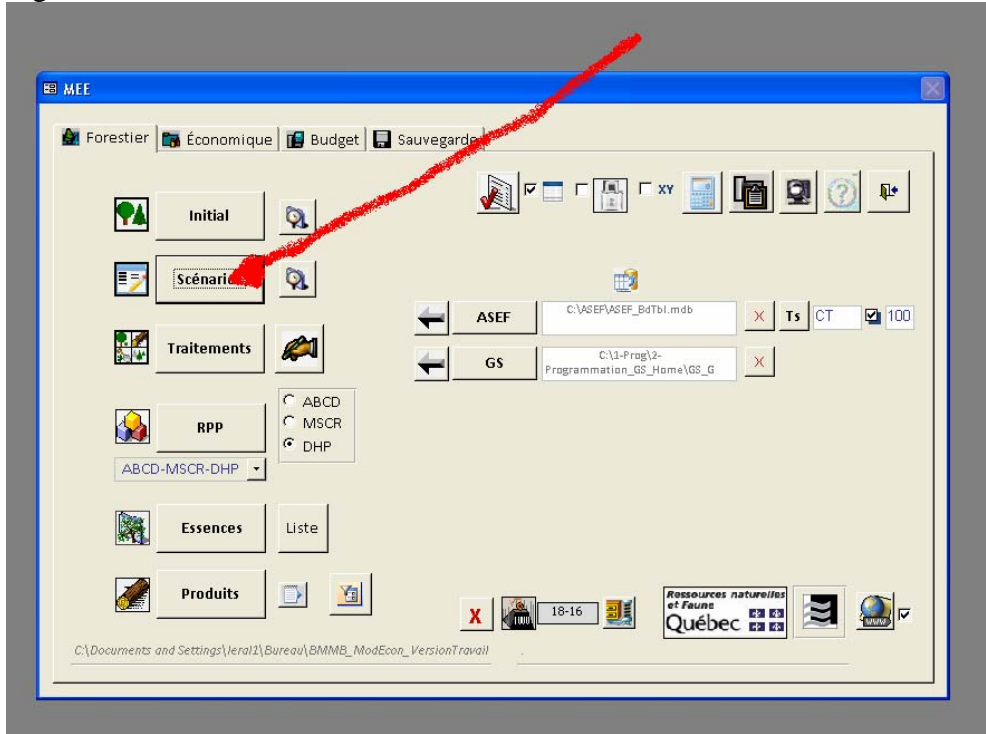 MEE
Forestier Économique Budget Sauvegarde
Initial
XY
Scénario
ASEF C:\ASEF\ASEF_BdTbl.mdb X Ts CT 100
Traitements
GS C:\1-Prog\2-
Programmation_GS_Home\GS_G X
ABCD
RPP MSCR
DHP
ABCD-MSCR-DHP
Essences Liste
Produits
X 18-16
Ressources naturelles
et Faune
Québec
www
C:\Documents and Settings\leral1\Bureau\BMMB_ModEcon_VersionTravail .